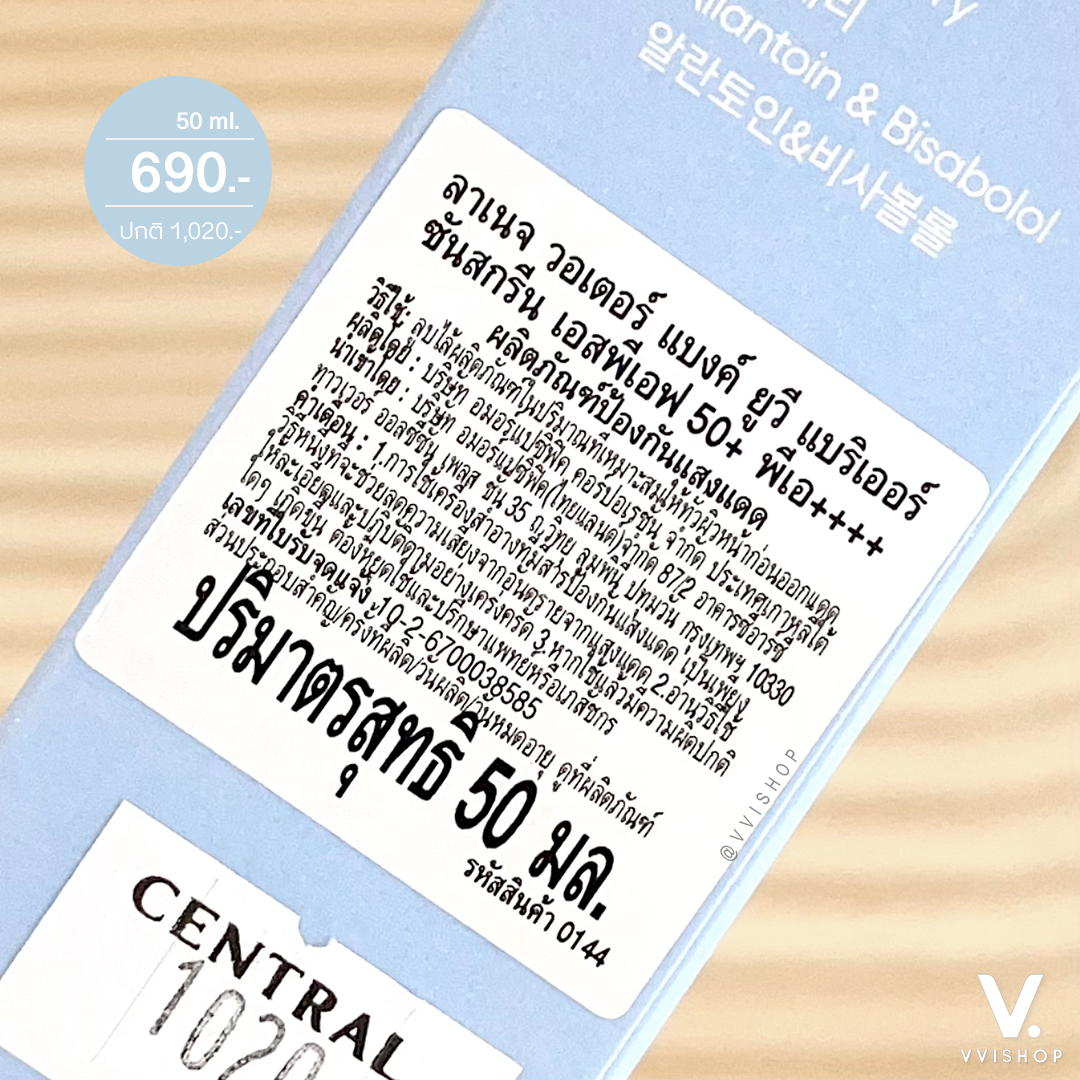 50 ml.
690.-
ปกติ 1,020.-
Allantoin & Bisabolol
알란토인&비사볼롤
ลาเนจ วอเตอร์ แบงค์ ยูวี แบริเออร์
ซันสกรีน เอสพีเอฟ 50+ พีเอ++++
ผลิตภัณฑ์ป้องกันแสงแดด
วิธีใช้: ลูบไล้ผลิตภัณฑ์ในปริมาณที่เหมาะสมให้ทั่วผิวหน้าก่อนออกแดด
ผลิตโดย : บริษัท อมอร์แปซิฟิค คอร์ปอเรชั่น จำกัด ประเทศเกาหลีใต้
นำเข้าโดย : บริษัท อมอร์แปซิฟิค(ไทยแลนด์)จำกัด 87/2 อาคารซีอาร์ซี
ทาวเวอร์ ออลซีซั่น เพลส ชั้น 35 ถ.วิทยุ ลุมพินี ปทุมวัน กรุงเทพฯ 10330
คำเตือน : 1.การใช้เครื่องสำอางที่มีสารป้องกันแสงแดด เป็นเพียง
วิธีหนึ่งที่จะช่วยลดความเสี่ยงจากอันตรายจากแสงแดด 2.อ่านวิธีใช้
ให้ละเอียดและปฏิบัติตามอย่างเคร่งครัด 3.หากใช้แล้วมีความผิดปกติ
ใดๆ เกิดขึ้น ต้องหยุดใช้และปรึกษาแพทย์หรือเภสัชกร
เลขที่ใบรับจดแจ้ง 10-2-6700038585
ส่วนประกอบสำคัญ/ครั้งที่ผลิต/วันผลิต/วันหมดอายุ ดูที่ผลิตภัณฑ์
ปริมาตรสุทธิ 50 มล.
รหัสสินค้า 0144
CENTRAL
1020
@VVISHOP
V.
VVISHOP